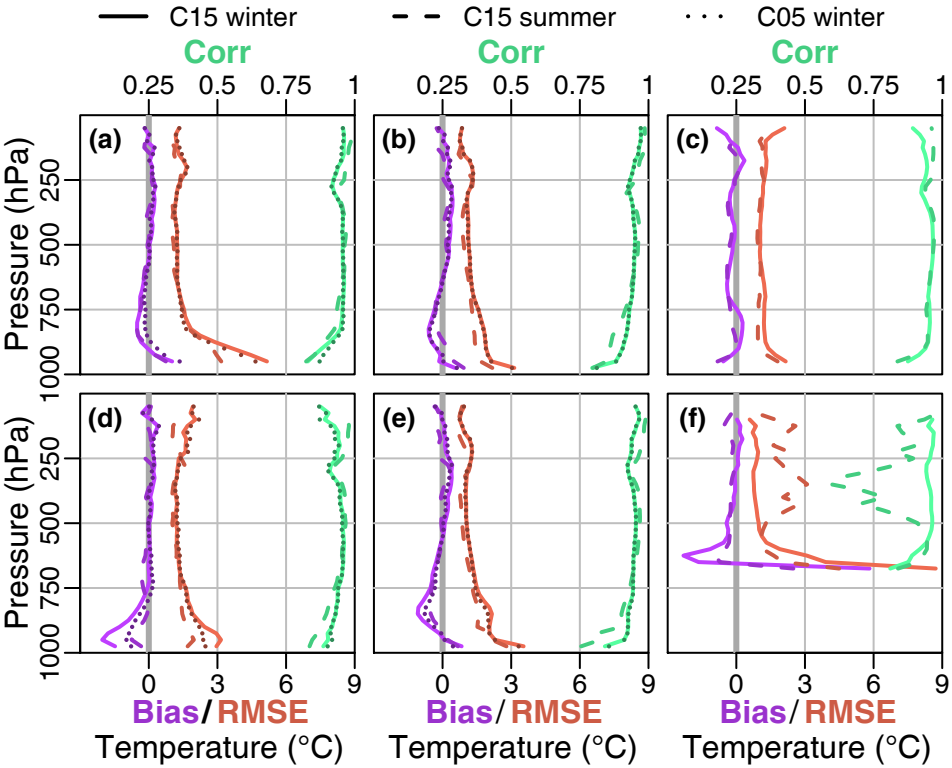 C15 winter C15 summer C05 winter
Corr Corr Corr
0.25 0.5 0.75 1 0.25 0.5 0.75 1 0.25 0.5 0.75 1
(a) (b) (c)
Pressure (hPa)
250
500
750
1000
(d) (e) (f)
Pressure (hPa)
1
250
500
750
1000
0 3 6 9 0 3 6 9 0 3 6 9
Bias/RMSE Bias/RMSE Bias/RMSE
Temperature (°C) Temperature (°C) Temperature (°C)